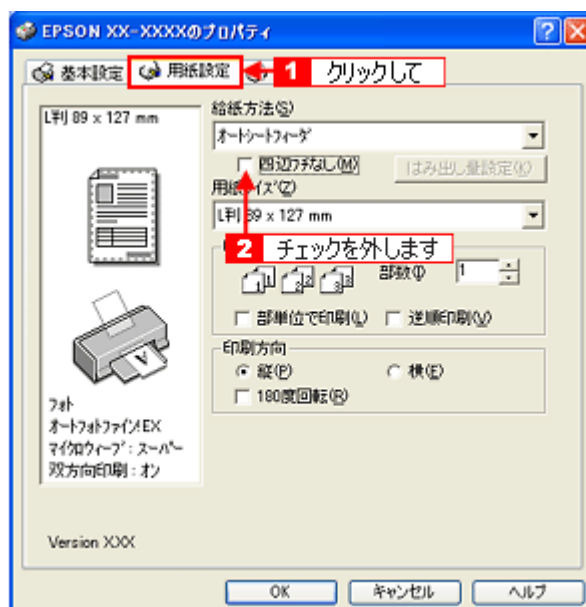 EPSON XX-XXXXのプロパティ
基本設定
用紙設定
1 クリックして
L判 89 x 127 mm
給紙方法(S)
オートシートフィーダ
四辺フチなし(M)
はみ出し量設定(K)
用紙サイズ(Z)
L判 89 x 127 mm
2 チェックを外します
部数(I)
1
部単位で印刷(L)
逆順印刷(V)
印刷方向
縦(P)
横(E)
180度回転(R)
フォト
オートフォトファイン!EX
マイクロウィーブ：スーパー
双方向印刷：オン
Version XXX
OK
キャンセル
ヘルプ